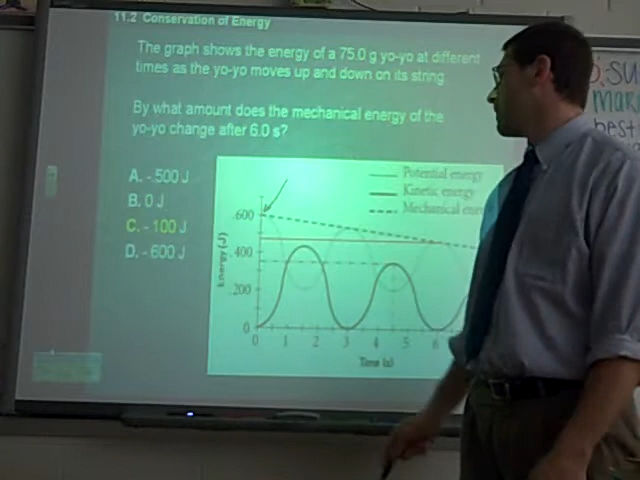 11.2 Conservation of Energy
The graph shows the energy of a 75.0 g yo-yo at different
times as the yo-yo moves up and down on its string
By what amount does the mechanical energy of the
yo-yo change after 6.0 s?
A. -.500 J
B. 0 J
C. - 100 J
D. -.600 J
Potential energy
Kinetic energy
Mechanical
.600
.400
.200
0
Energy (J)
0 1 2 3 4 5 6
Time (s)
mar
best